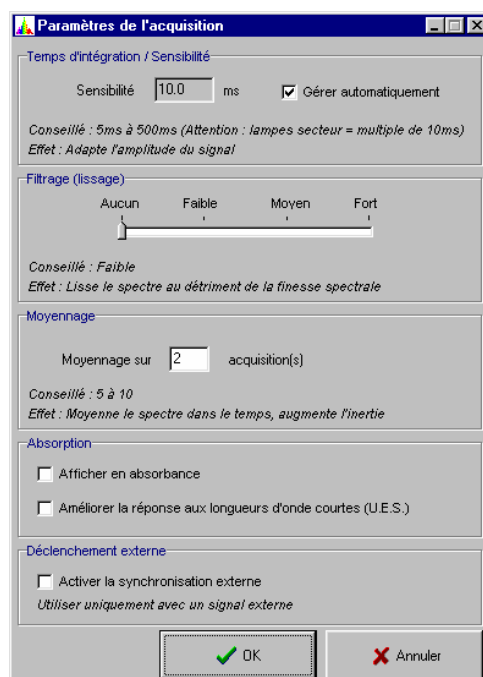 Paramètres de l'acquisition
Temps d'intégration / Sensibilité
Sensibilité 10.0 ms Gérer automatiquement
Conseillé : 5ms à 500ms (Attention : lampes secteur = multiple de 10ms)
Effet : Adapte l'amplitude du signal
Filtrage (lissage)
Aucun Faible Moyen Fort
Conseillé : Faible
Effet : Lisse le spectre au détriment de la finesse spectrale
Moyennage
Moyennage sur 2 acquisition(s)
Conseillé : 5 à 10
Effet : Moyenne le spectre dans le temps, augmente l'inertie
Absorption
Afficher en absorbance
Améliorer la réponse aux longueurs d'onde courtes (U.E.S.)
Déclenchement externe
Activer la synchronisation externe
Utiliser uniquement avec un signal externe
OK Annuler